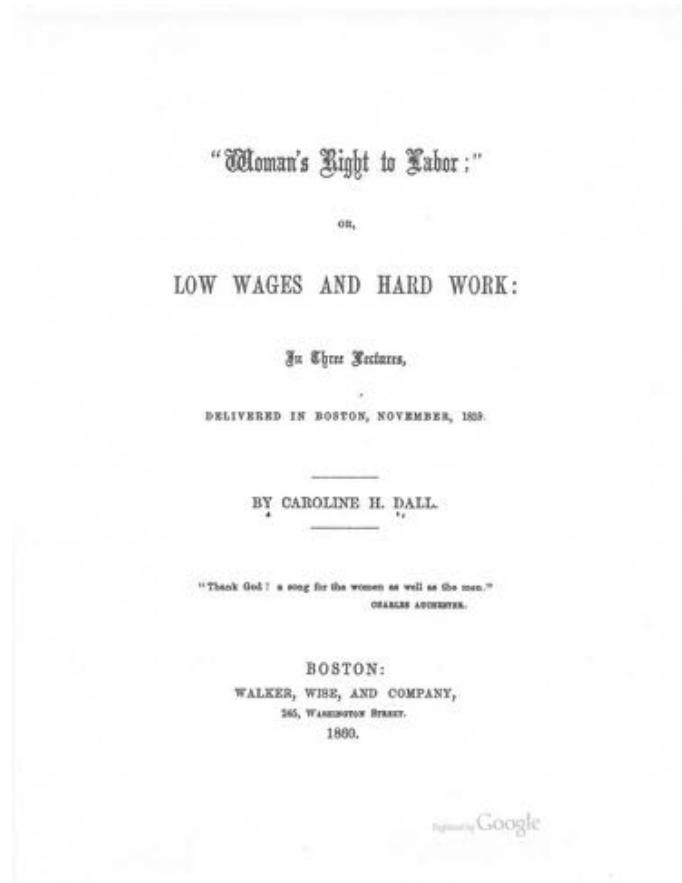 "Woman's Right to Labor;"
OR,
LOW WAGES AND HARD WORK:
In Three Lectures,
DELIVERED IN BOSTON, NOVEMBER, 1859.
BY CAROLINE H. DALL.
"Thank God! a song for the women as well as the men."
CHARLES AUCHESTER.
BOSTON:
WALKER, WISE, AND COMPANY,
245, WASHINGTON STREET.
1860.
Digitized by Google